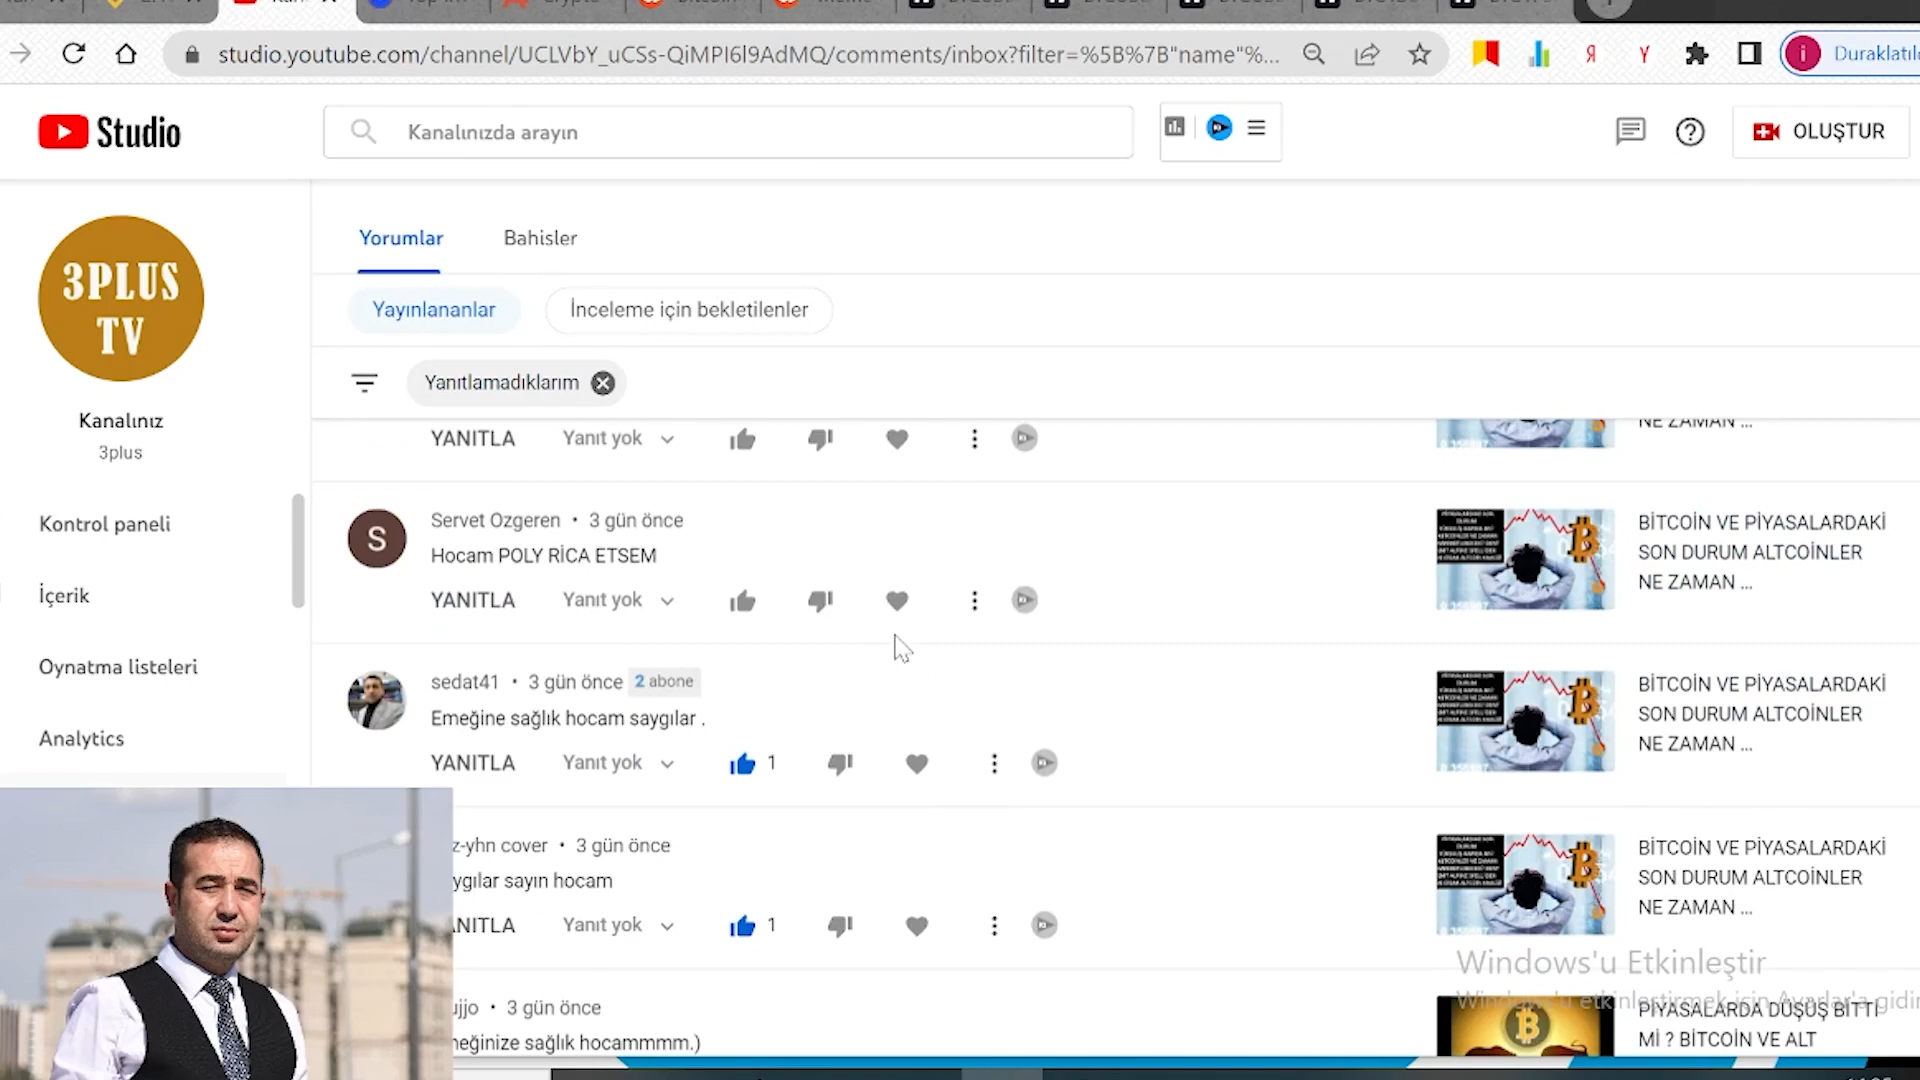 studio.youtube.com/channel/UCLVbY_uCSs-QiMPI6l9AdMQ/comments/inbox?filter=%5B%7B"name"%...
Duraklatıl
Studio
Kanalınızda arayın
OLUŞTUR
3PLUS
TV
Kanalınız
3plus
Kontrol paneli
İçerik
Oynatma listeleri
Analytics
Yorumlar
Bahisler
Yayınlananlar
İnceleme için bekletilenler
Yanıtlamadıklarım
YANITLA
Yanıt yok
NE ZAMAN ...
S
Servet Ozgeren • 3 gün önce
Hocam POLY RİCA ETSEM
YANITLA
Yanıt yok
BİTCOİN VE PİYASALARDAKİ
SON DURUM ALTCOİNLER
NE ZAMAN ...
sedat41 • 3 gün önce 2 abone
Emeğine sağlık hocam saygılar .
YANITLA
Yanıt yok
1
BİTCOİN VE PİYASALARDAKİ
SON DURUM ALTCOİNLER
NE ZAMAN ...
z-yhn cover • 3 gün önce
ygılar sayın hocam
NITLA
Yanıt yok
1
BİTCOİN VE PİYASALARDAKİ
SON DURUM ALTCOİNLER
NE ZAMAN ...
Windows'u Etkinleştir
ujjo • 3 gün önce
neğinize sağlık hocammmm.)
PİYASALARDA DÜŞÜŞ BİTTİ
Mİ ? BİTCOİN VE ALT